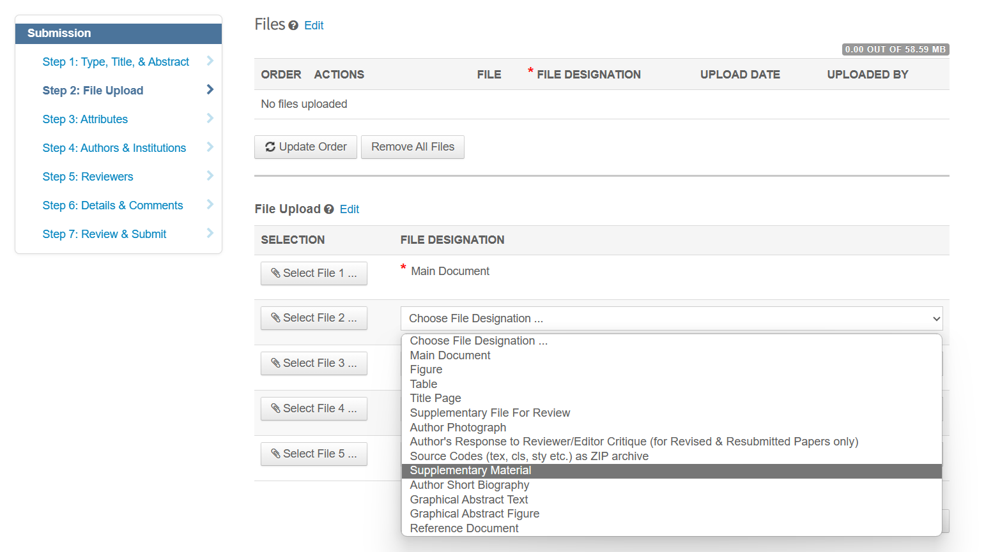 Submission
Step 1: Type, Title, & Abstract
Step 2: File Upload
Step 3: Attributes
Step 4: Authors & Institutions
Step 5: Reviewers
Step 6: Details & Comments
Step 7: Review & Submit
Files ? Edit
0.00 OUT OF 58.59 MB
ORDER ACTIONS FILE * FILE DESIGNATION UPLOAD DATE UPLOADED BY
No files uploaded
Update Order Remove All Files
File Upload ? Edit
SELECTION FILE DESIGNATION
Select File 1 ... * Main Document
Select File 2 ... Choose File Designation ...
Select File 3 ...
Select File 4 ...
Select File 5 ...
Choose File Designation ...
Main Document
Figure
Table
Title Page
Supplementary File For Review
Author Photograph
Author's Response to Reviewer/Editor Critique (for Revised & Resubmitted Papers only)
Source Codes (tex, cls, sty etc.) as ZIP archive
Supplementary Material
Author Short Biography
Graphical Abstract Text
Graphical Abstract Figure
Reference Document